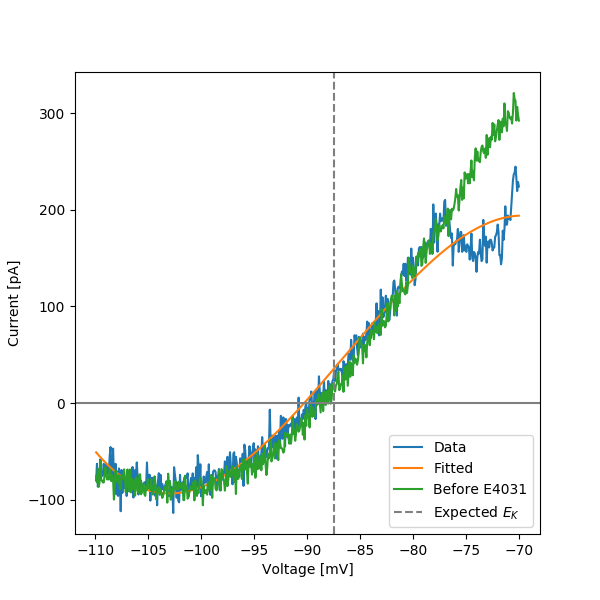 300
200
100
0
−100
Current [pA]
−110
−105
−100
−95
−90
−85
−80
−75
−70
Voltage [mV]
Data
Fitted
Before E4031
Expected E_K